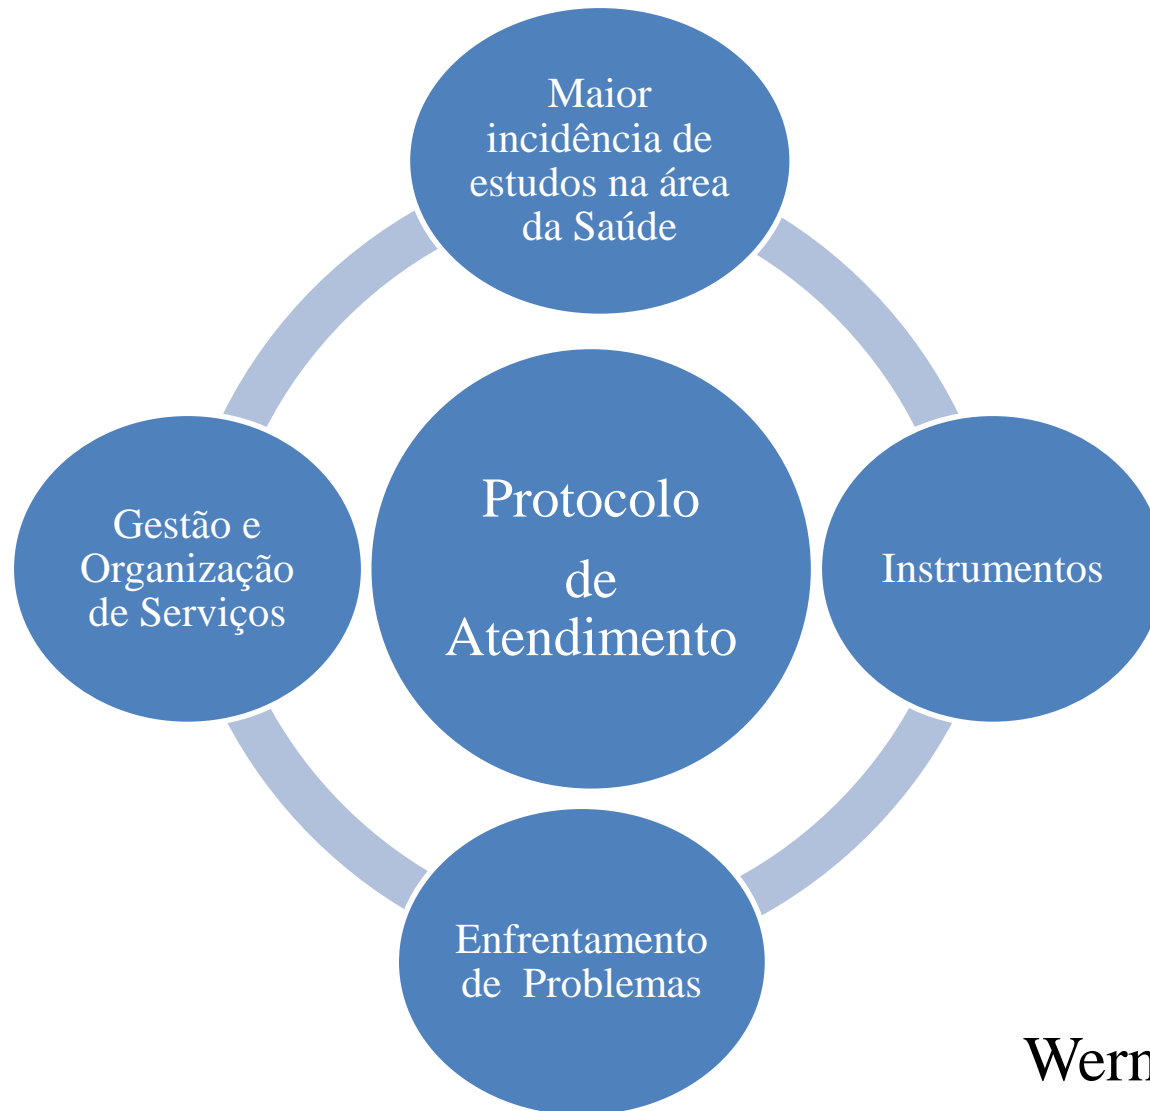 Maior
incidência de
estudos na área
da Saúde
Protocolo
de
Atendimento
Gestão e
Organização
de Serviços
Instrumentos
Enfrentamento
de Problemas